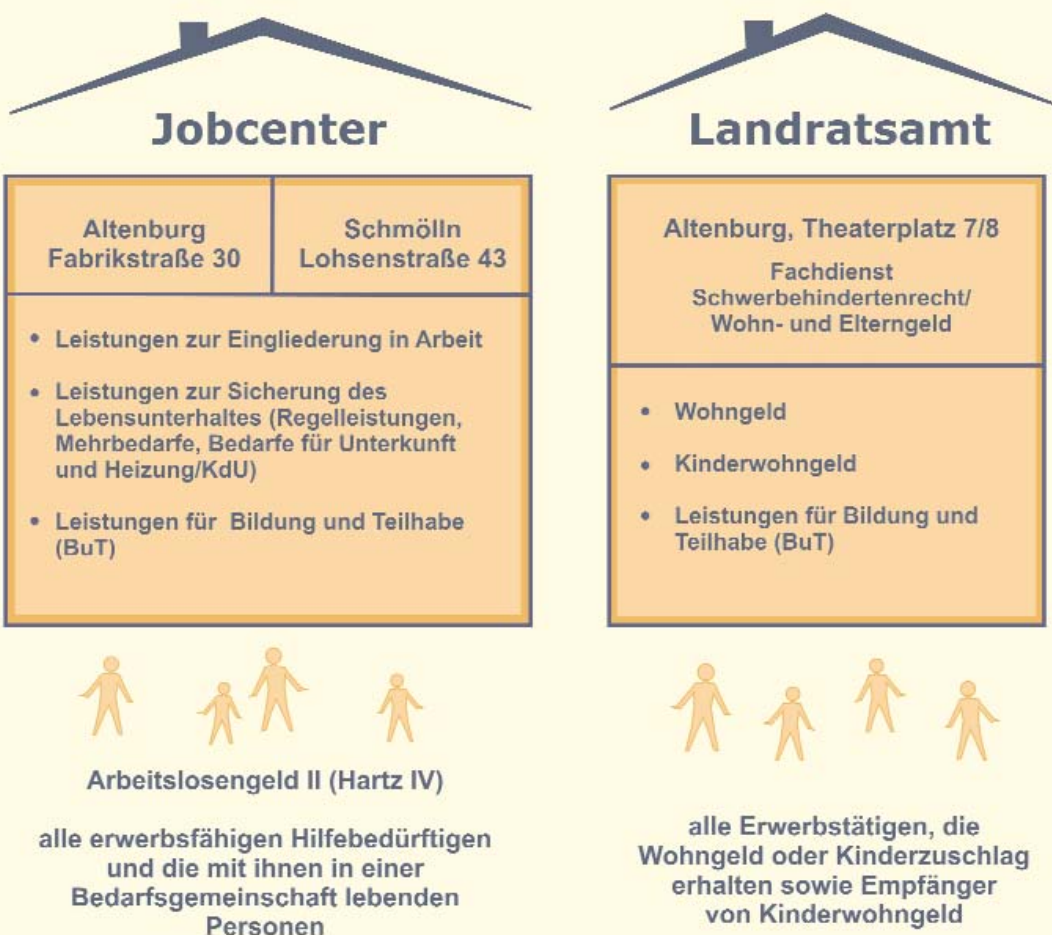 Jobcenter
Altenburg
Fabrikstraße 30
Schmölln
Lohsenstraße 43
• Leistungen zur Eingliederung in Arbeit
• Leistungen zur Sicherung des
Lebensunterhaltes (Regelleistungen,
Mehrbedarfe, Bedarfe für Unterkunft
und Heizung/KdU)
• Leistungen für Bildung und Teilhabe
(BuT)
Arbeitslosengeld II (Hartz IV)
alle erwerbsfähigen Hilfebedürftigen
und die mit ihnen in einer
Bedarfsgemeinschaft lebenden
Personen
Landratsamt
Altenburg, Theaterplatz 7/8
Fachdienst
Schwerbehindertenrecht/
Wohn- und Elterngeld
• Wohngeld
• Kinderwohngeld
• Leistungen für Bildung und
Teilhabe (BuT)
alle Erwerbstätigen, die
Wohngeld oder Kinderzuschlag
erhalten sowie Empfänger
von Kinderwohngeld